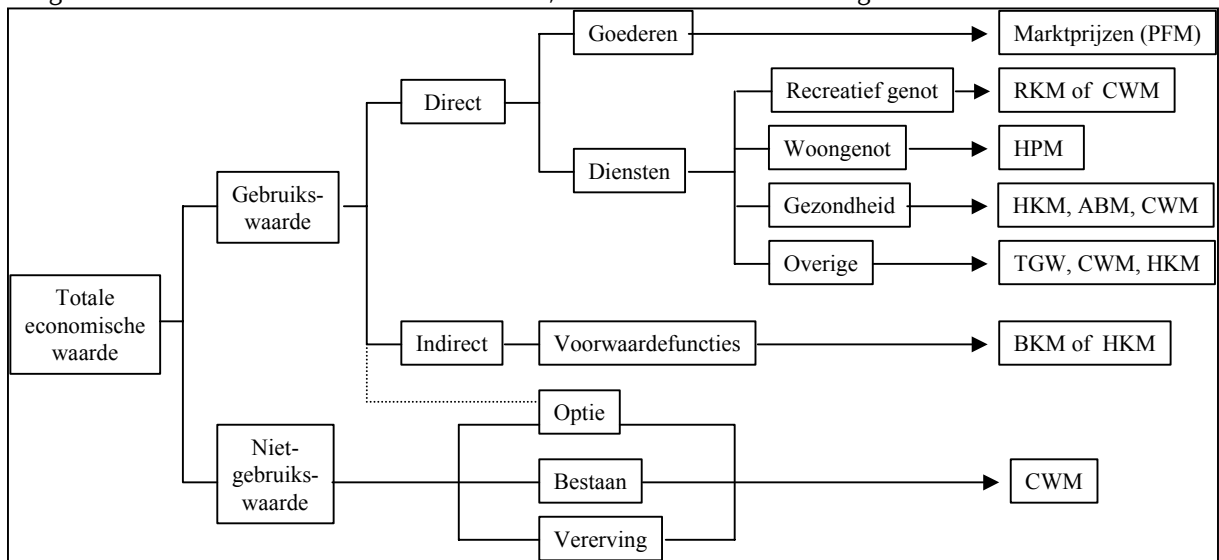 Goederen
Marktprijzen (PFM)
Direct
Recreatief genot
RKM of CWM
Woongenot
HPM
Diensten
Gebruiks-
waarde
Gezondheid
HKM, ABM, CWM
Overige
TGW, CWM, HKM
Totale
economische
waarde
Indirect
Voorwaardefuncties
BKM of HKM
Optie
Niet-
gebruiks-
waarde
Bestaan
CWM
Vererving